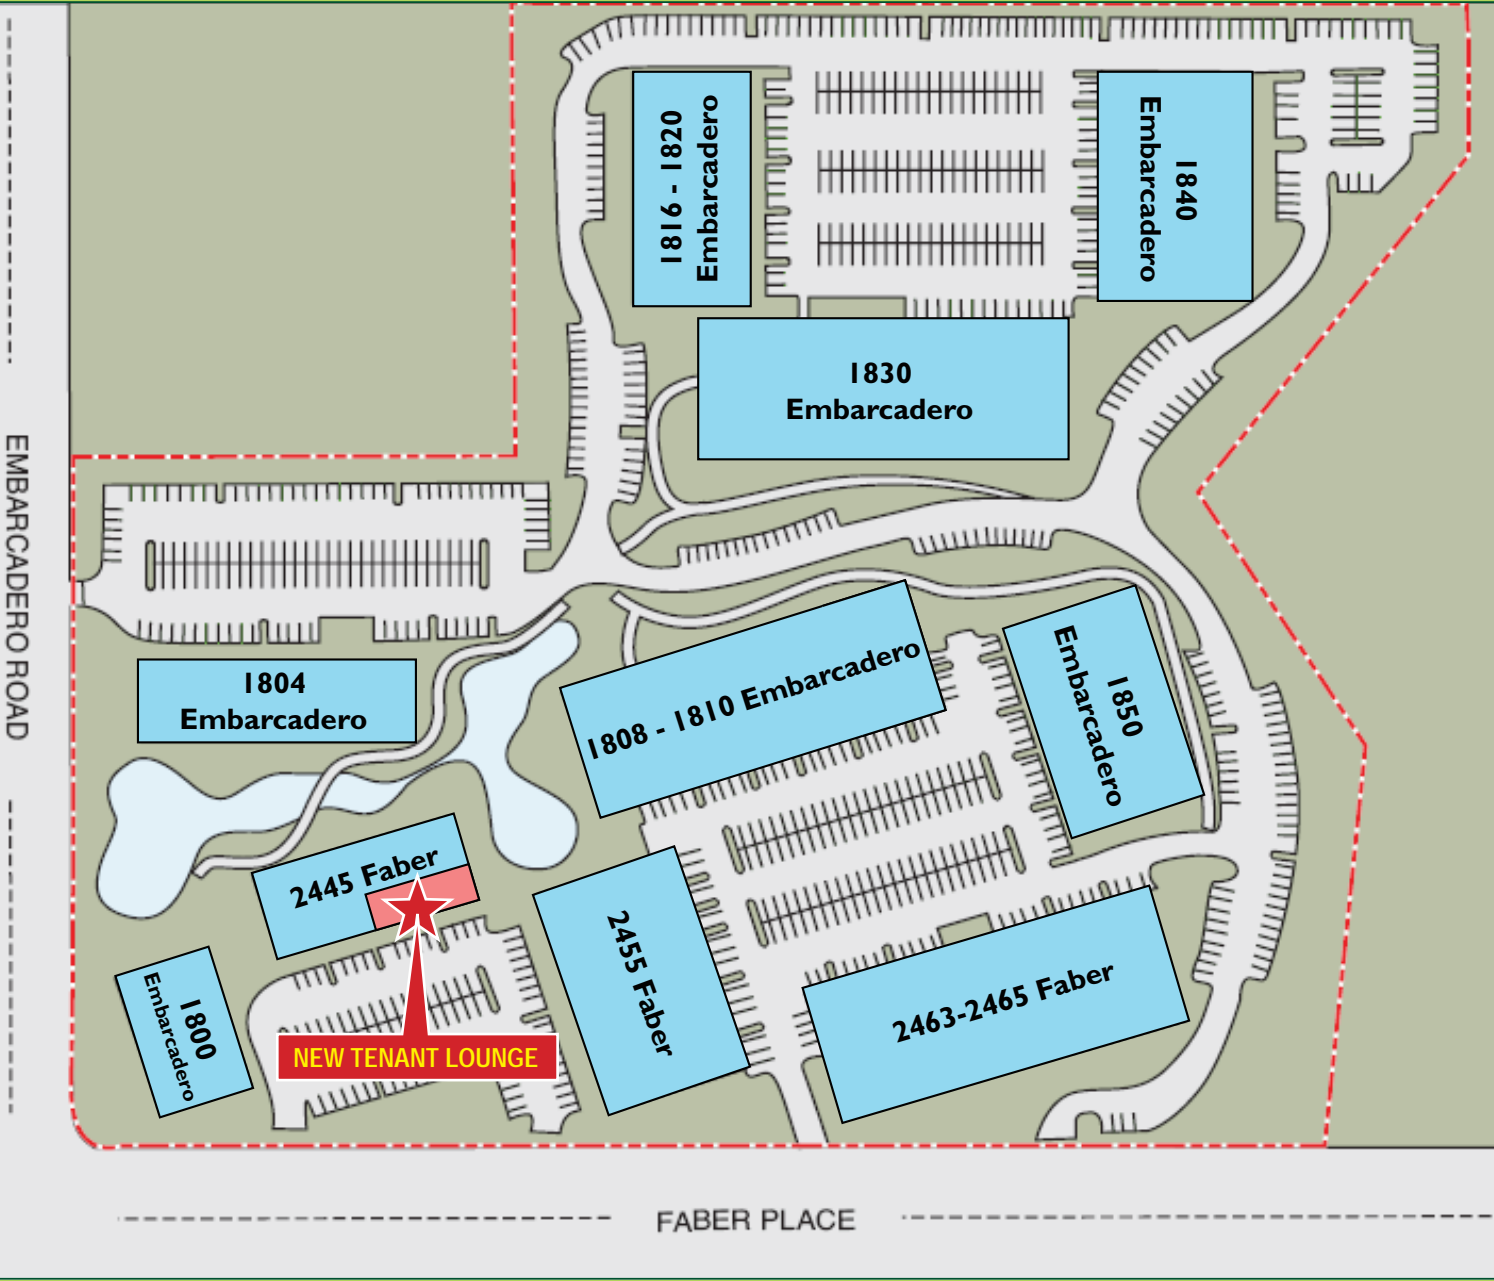 1816 - 1820
Embarcadero
1840
Embarcadero
1830
Embarcadero
EMBARCADERO ROAD
1804
Embarcadero
1808 - 1810 Embarcadero
1850
Embarcadero
2445 Faber
2455 Faber
2463-2465 Faber
1800
Embarcadero
NEW TENANT LOUNGE
FABER PLACE